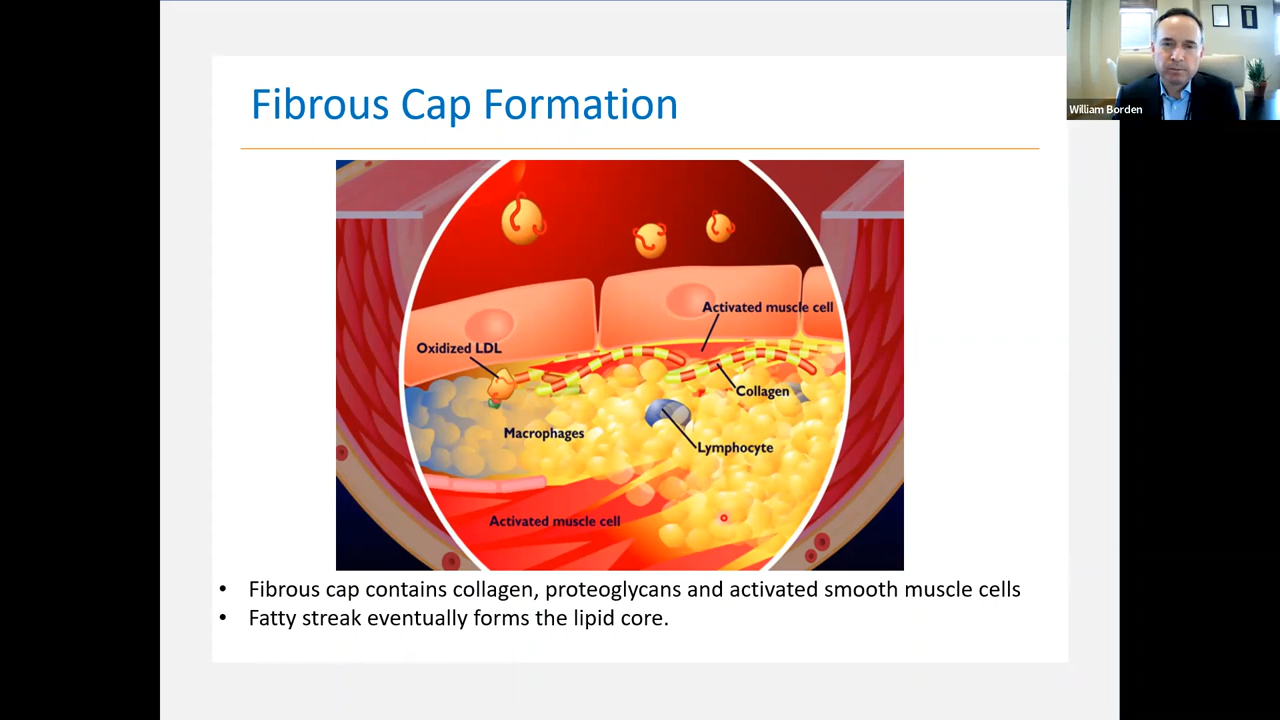 William Borden
Fibrous Cap Formation
Activated muscle cell
Oxidized LDL
Collagen
Macrophages
Lymphocyte
Activated muscle cell
• Fibrous cap contains collagen, proteoglycans and activated smooth muscle cells
• Fatty streak eventually forms the lipid core.